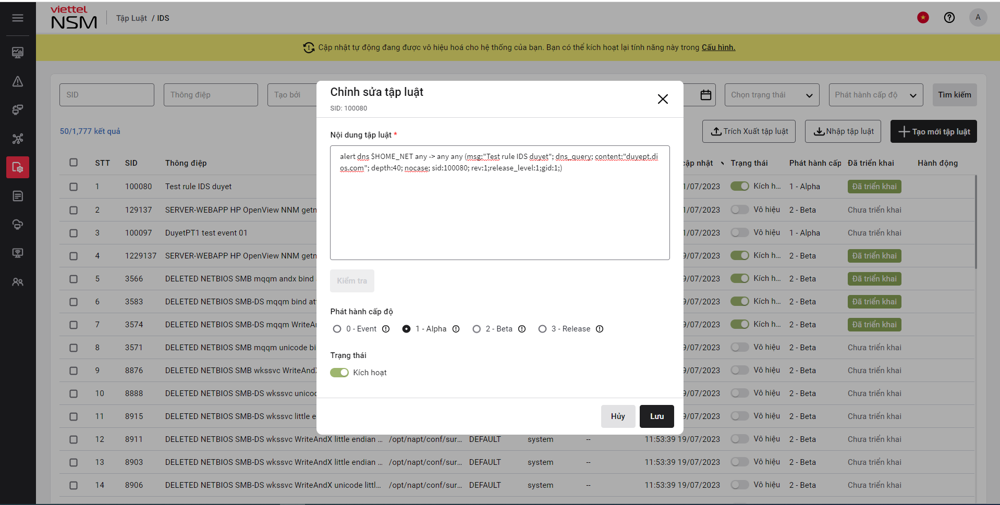 viettel
NSM
Tập Luật / IDS
A
Cập nhật tự động đang được vô hiệu hoá cho hệ thống của bạn. Bạn có thể kích hoạt lại tính năng này trong Cấu hình.
SID
Thông điệp
Tạo bởi
Chọn trạng thái
Phát hành cấp độ
Tìm kiếm
50/1,777 kết quả
Trích Xuất tập luật
Nhập tập luật
Tạo mới tập luật
Chỉnh sửa tập luật
SID: 100080
Nội dung tập luật *
alert dns $HOME_NET any -> any any (msg:"Test rule IDS duyet"; dns_query; content:"duyept.di
os.com"; depth:40; nocase; sid:100080; rev:1;release_level:1;gid:1;)
Kiểm tra
Phát hành cấp độ
0 - Event
1 - Alpha
2 - Beta
3 - Release
Trạng thái
Kích hoạt
Hủy
Lưu
STT SID Thông điệp cập nhật Trạng thái Phát hành cấp Đã triển khai Hành động
1 100080 Test rule IDS duyet 1/07/2023 Kích h... 1 - Alpha Đã triển khai
2 129137 SERVER-WEBAPP HP OpenView NNM getn 1/07/2023 Vô hiệu 2 - Beta Chưa triển khai
3 100097 DuyetPT1 test event 01 1/07/2023 Vô hiệu 1 - Alpha Chưa triển khai
4 1229137 SERVER-WEBAPP HP OpenView NNM getn 9/07/2023 Kích h... 2 - Beta Đã triển khai
5 3566 DELETED NETBIOS SMB mqqm andx bind 9/07/2023 Kích h... 2 - Beta Đã triển khai
6 3583 DELETED NETBIOS SMB-DS mqqm bind att 9/07/2023 Kích h... 2 - Beta Đã triển khai
7 3574 DELETED NETBIOS SMB-DS mqqm WriteAn 9/07/2023 Kích h... 2 - Beta Đã triển khai
8 3571 DELETED NETBIOS SMB mqqm unicode bi 9/07/2023 Vô hiệu 2 - Beta Chưa triển khai
9 8876 DELETED NETBIOS SMB wkssvc WriteAndX 9/07/2023 Vô hiệu 2 - Beta Chưa triển khai
10 8888 DELETED NETBIOS SMB-DS wkssvc unicod 9/07/2023 Vô hiệu 2 - Beta Chưa triển khai
11 8915 DELETED NETBIOS SMB-DS wkssvc little e 9/07/2023 Vô hiệu 2 - Beta Chưa triển khai
12 8911 DELETED NETBIOS SMB-DS wkssvc WriteAndX little endian ... /opt/napt/conf/sur... DEFAULT system -- 11:53:39 19/07/2023 Vô hiệu 2 - Beta Chưa triển khai
13 8903 DELETED NETBIOS SMB-DS wkssvc WriteAndX little endian ... /opt/napt/conf/sur... DEFAULT system -- 11:53:39 19/07/2023 Vô hiệu 2 - Beta Chưa triển khai
14 8906 DELETED NETBIOS SMB-DS wkssvc WriteAndX unicode littl... /opt/napt/conf/sur... DEFAULT system -- 11:53:39 19/07/2023 Vô hiệu 2 - Beta Chưa triển khai